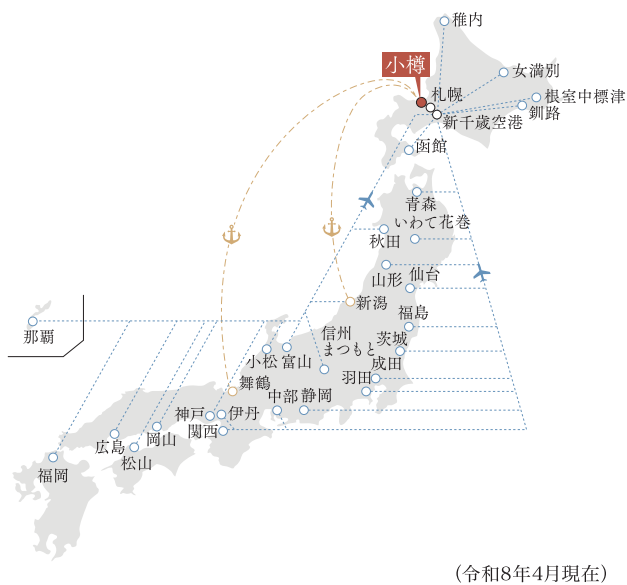 稚内
小樽
女満別
札幌
根室中標津
釧路
新千歳空港
函館
青森
いわて花巻
秋田
山形
仙台
新潟
福島
信州
まつもと
茨城
成田
那覇
小松
富山
羽田
舞鶴
中部
静岡
神戸
伊丹
関西
広島
岡山
松山
福岡
(令和8年4月現在)